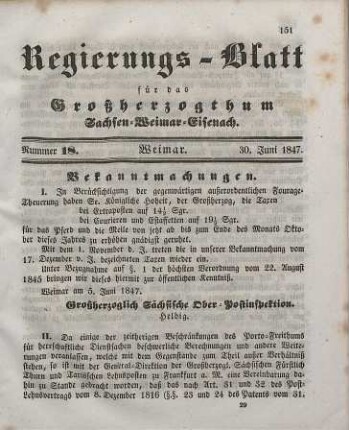 151
Regierungs-Blatt
für das
Großherzogthum
Sachsen-Weimar-Eisenach.
Nummer 18. Weimar. 30. Juni 1847.
Bekanntmachungen.
I. In Berücksichtigung der gegenwärtigen außerordentlichen Fourage-
Theuerung haben Se. Königliche Hoheit, der Großherzog, die Taxen
bei Extraposten auf 14½ Sgr.
bei Courieren und Estaffetten auf 19½ Sgr.
für das Pferd und die Meile von jetzt ab bis zum Ende des Monats Okto-
ber dieses Jahres zu erhöhen gnädigst geruhet.
Mit dem 1. November d. J. treten die in unserer Bekanntmachung vom
17. Dezember v. J. bezeichneten Taxen wieder ein.
Unter Bezugnahme auf § 1 der höchsten Verordnung vom 22. August
1845 bringen wir dieses hiermit zur öffentlichen Kenntniß.
Weimar am 5. Juni 1847.
Großherzoglich Sächsische Ober-Postinspektion.
Heldig.
II. Da einige der zeitherigen Beschränkungen des Porto-Freithums
für herrschaftliche Dienstsachen beschwerliche Berechnungen und andere Weite-
rungen veranlassen, welche mit dem Gegenstande zum Theil außer Verhältniß
stehen, so ist mit der General-Direktion der Großherzogl. Sächsischen Fürstlich
Thurn und Taxisschen Lehnsposten zu Frankfurt a. M. eine Vereinbarung da-
hin zu Stande gebracht worden, daß das nach Art. 31 und 32 des Post-
Lehnsvertrags vom 8. Dezember 1816 (§§. 23 und 24 des Patents vom 31.
29